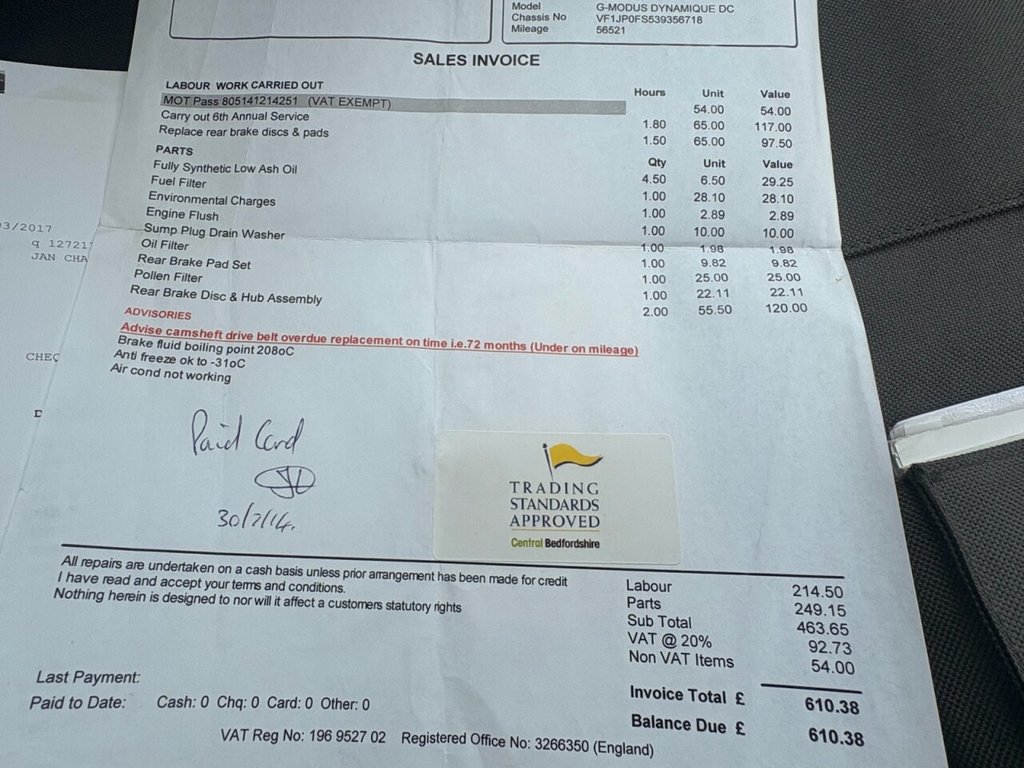 Model G-MODUS DYNAMIQUE DC
Chassis No VF1JP0FS539356718
Mileage 56521
SALES INVOICE
LABOUR WORK CARRIED OUT Hours Unit Value
MOT Pass 805141214251 (VAT EXEMPT) 54.00 54.00
Carry out 6th Annual Service 1.80 65.00 117.00
Replace rear brake discs & pads 1.50 65.00 97.50
PARTS Qty Unit Value
Fully Synthetic Low Ash Oil 4.50 6.50 29.25
Fuel Filter 1.00 28.10 28.10
Environmental Charges 1.00 2.89 2.89
Engine Flush 1.00 10.00 10.00
Sump Plug Drain Washer 1.00 1.98 1.98
Oil Filter 1.00 9.82 9.82
Rear Brake Pad Set 1.00 25.00 25.00
Pollen Filter 1.00 22.11 22.11
Rear Brake Disc & Hub Assembly 2.00 55.50 120.00
ADVISORIES
Advise camsheft drive belt overdue replacement on time i.e.72 months (Under on mileage)
Brake fluid boiling point 208oC
Anti freeze ok to -31oC
Air cond not working
Paid Card
30/7/14.
TRADING
STANDARDS
APPROVED
Central Bedfordshire
All repairs are undertaken on a cash basis unless prior arrangement has been made for credit
I have read and accept your terms and conditions.
Nothing herein is designed to nor will it affect a customers statutory rights
Labour 214.50
Parts 249.15
Sub Total 463.65
VAT @ 20% 92.73
Non VAT Items 54.00
Invoice Total £ 610.38
Balance Due £ 610.38
Last Payment:
Paid to Date: Cash: 0 Chq: 0 Card: 0 Other: 0
VAT Reg No: 196 9527 02 Registered Office No: 3266350 (England)
3/2017
q 12721
JAN CHA
CHEC
D